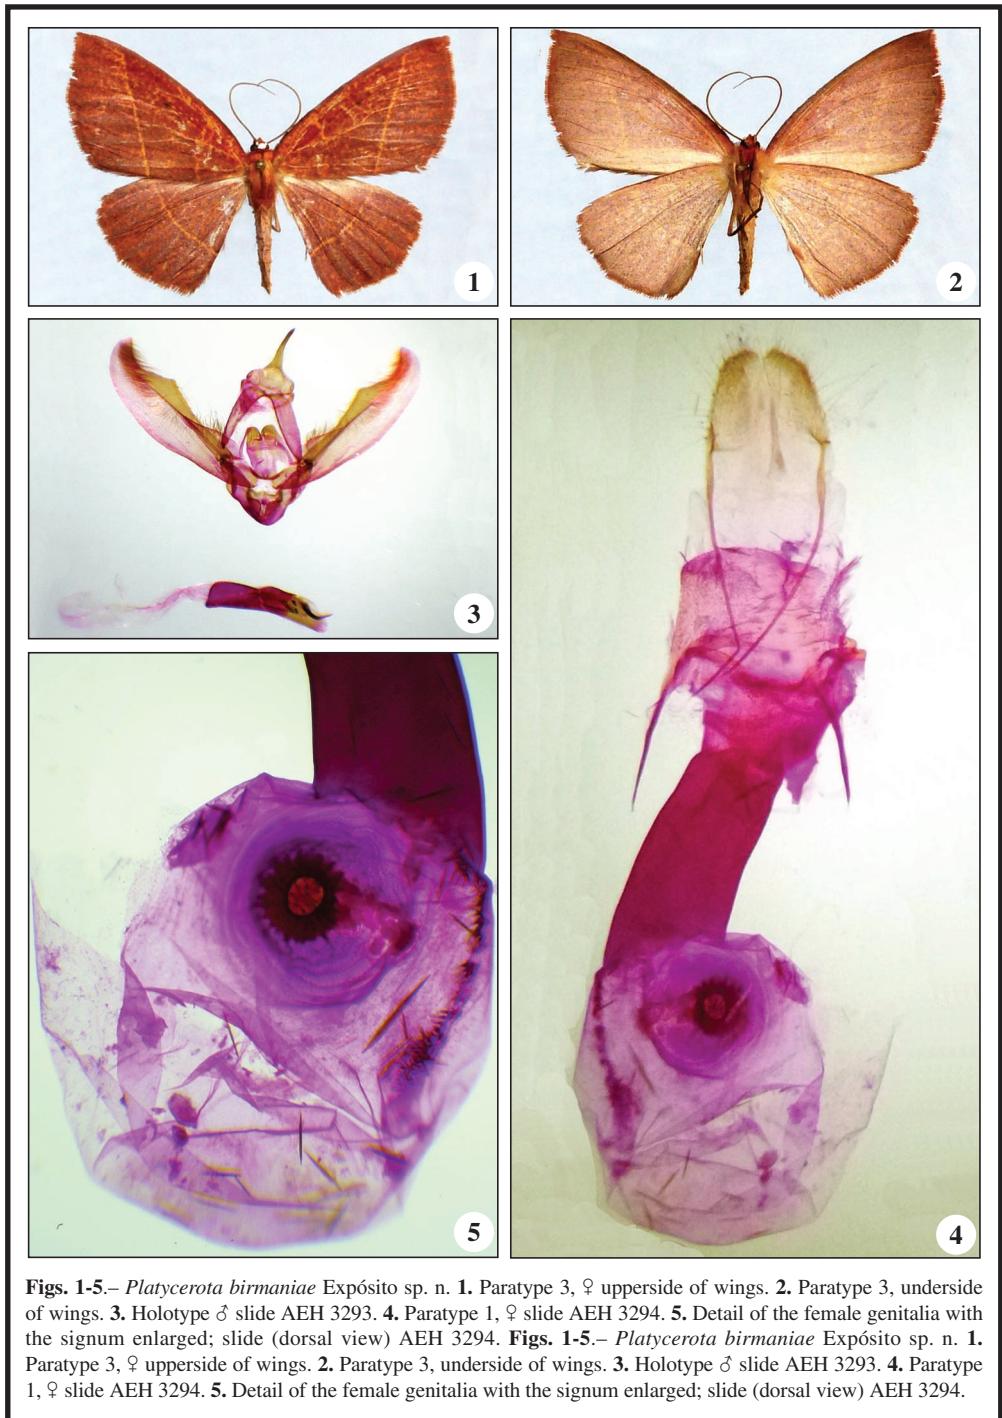 1
2
3
5
4
Figs. 1-5.– Platycerota birmaniae Expósito sp. n. 1. Paratype 3, ♀ upperside of wings. 2. Paratype 3, underside
of wings. 3. Holotype ♂ slide AEH 3293. 4. Paratype 1, ♀ slide AEH 3294. 5. Detail of the female genitalia with
the signum enlarged; slide (dorsal view) AEH 3294. Figs. 1-5.– Platycerota birmaniae Expósito sp. n. 1.
Paratype 3, ♀ upperside of wings. 2. Paratype 3, underside of wings. 3. Holotype ♂ slide AEH 3293. 4. Paratype
1, ♀ slide AEH 3294. 5. Detail of the female genitalia with the signum enlarged; slide (dorsal view) AEH 3294.